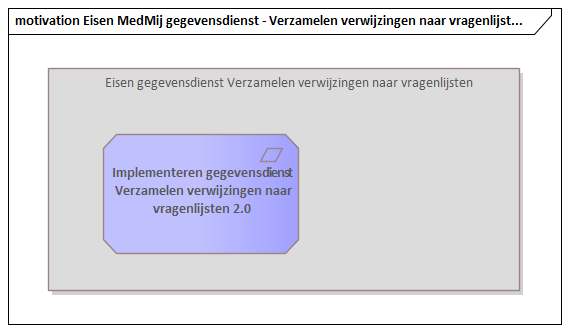 motivation Eisen MedMij gegevensdienst - Verzamelen verwijzingen naar vragenlijst...
Eisen gegevensdienst Verzamelen verwijzingen naar vragenlijsten
Implementeren gegevensdienst
Verzamelen verwijzingen naar
vragenlijsten 2.0